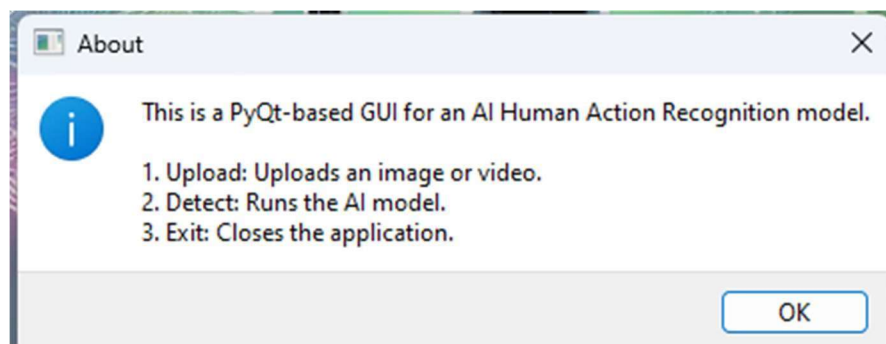 About
This is a PyQt-based GUI for an AI Human Action Recognition model.
1. Upload: Uploads an image or video.
2. Detect: Runs the AI model.
3. Exit: Closes the application.
OK